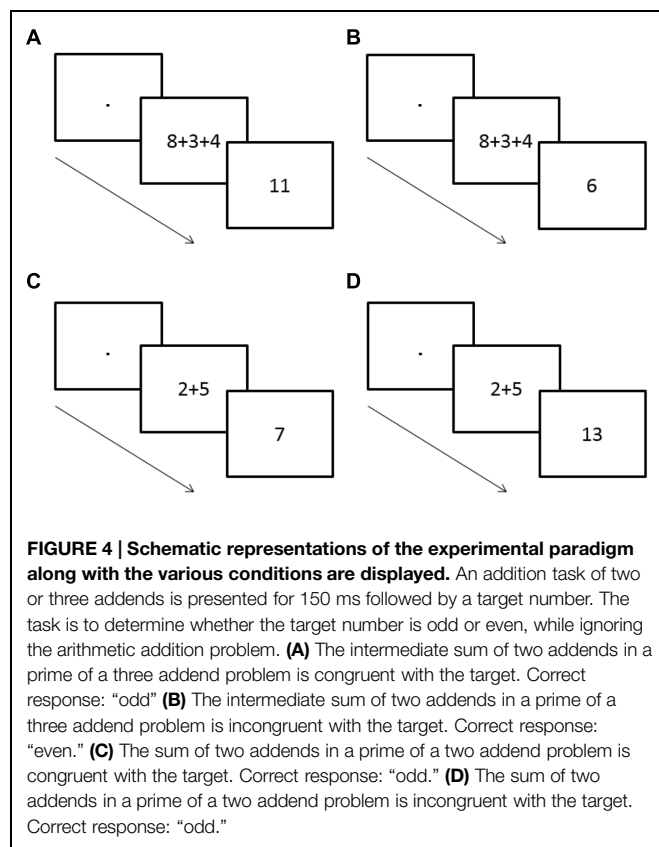 A
.
8+3+4
11
B
.
8+3+4
6
C
.
2+5
7
D
.
2+5
13
FIGURE 4 | Schematic representations of the experimental paradigm
along with the various conditions are displayed. An addition task of two
or three addends is presented for 150 ms followed by a target number. The
task is to determine whether the target number is odd or even, while ignoring
the arithmetic addition problem. (A) The intermediate sum of two addends in a
prime of a three addend problem is congruent with the target. Correct
response: “odd” (B) The intermediate sum of two addends in a prime of a
three addend problem is incongruent with the target. Correct response:
“even.” (C) The sum of two addends in a prime of a two addend problem is
congruent with the target. Correct response: “odd.” (D) The sum of two
addends in a prime of a two addend problem is incongruent with the target.
Correct response: “odd.”